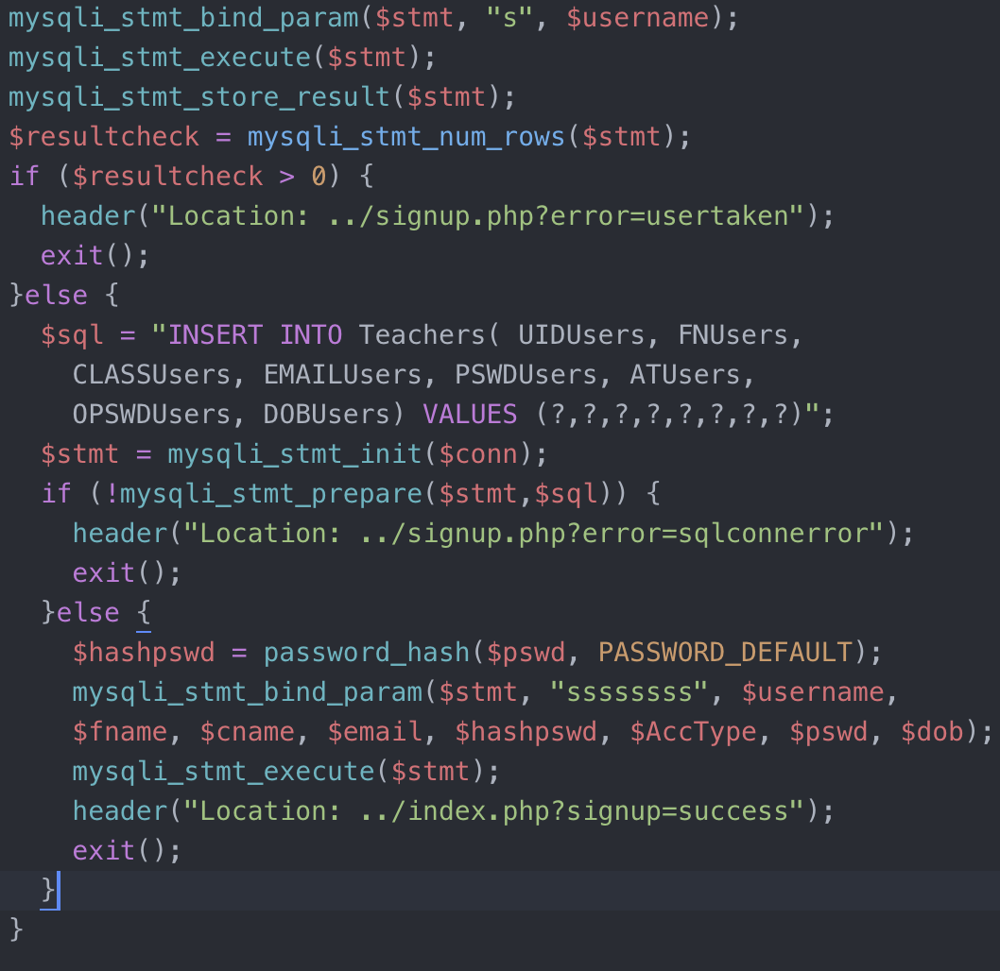 mysqli_stmt_bind_param($stmt, "s", $username);
mysqli_stmt_execute($stmt);
mysqli_stmt_store_result($stmt);
$resultcheck = mysqli_stmt_num_rows($stmt);
if ($resultcheck > 0) {
  header("Location: ../signup.php?error=usertaken");
  exit();
}else {
  $sql = "INSERT INTO Teachers( UIDUsers, FNUsers,
    CLASSUsers, EMAILUsers, PSWDUsers, ATUsers,
    OPSWDUsers, DOBUsers) VALUES (?,?,?,?,?,?,?,?)";
  $stmt = mysqli_stmt_init($conn);
  if (!mysqli_stmt_prepare($stmt,$sql)) {
    header("Location: ../signup.php?error=sqlconnerror");
    exit();
  }else {
    $hashpswd = password_hash($pswd, PASSWORD_DEFAULT);
    mysqli_stmt_bind_param($stmt, "ssssssss", $username,
    $fname, $cname, $email, $hashpswd, $AccType, $pswd, $dob);
    mysqli_stmt_execute($stmt);
    header("Location: ../index.php?signup=success");
    exit();
  }
}